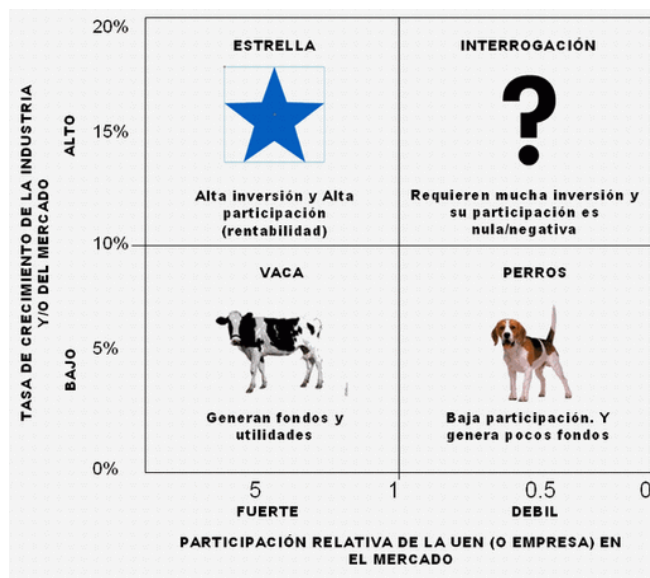 20%
ESTRELLA
INTERROGACIÓN
?
15%
Alta inversión y Alta
participación
(rentabilidad)
Requieren mucha inversión y
su participación es
nula/negativa
TASA DE CRECIMIENTO DE LA INDUSTRIA
Y/O DEL MERCADO
ALTO
10%
VACA
PERROS
5%
BAJO
Generan fondos y
utilidades
Baja participación. Y
genera pocos fondos
0%
5
1
0.5
0
FUERTE
DEBIL
PARTICIPACIÓN RELATIVA DE LA UEN (O EMPRESA) EN
EL MERCADO